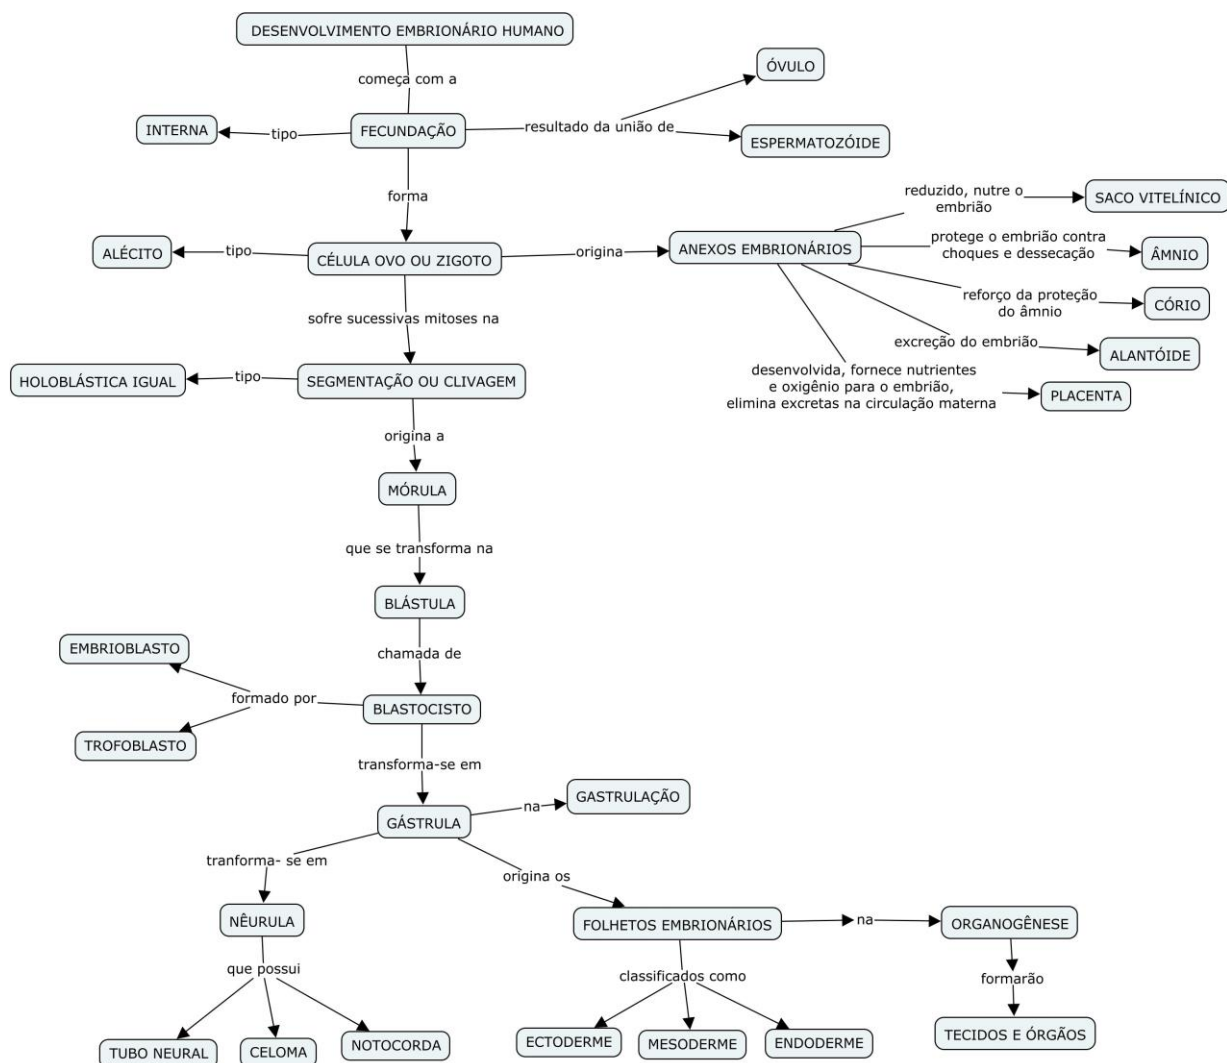 DESENVOLVIMENTO EMBRIONÁRIO HUMANO
começa com a
ÓVULO
INTERNA
tipo
FECUNDAÇÃO
resultado da união de
ESPERMATOZÓIDE
forma
reduzido, nutre o
embrião
SACO VITELÍNICO
ALÉCITO
tipo
CÉLULA OVO OU ZIGOTO
origina
ANEXOS EMBRIONÁRIOS
protege o embrião contra
choques e dessecação
ÂMNIO
reforço da proteção
do âmnio
CÓRIO
sofre sucessivas mitoses na
excreção do embrião
ALANTÓIDE
HOLOBLÁSTICA IGUAL
tipo
SEGMENTAÇÃO OU CLIVAGEM
desenvolvida, fornece nutrientes
e oxigênio para o embrião,
elimina excretas na circulação materna
PLACENTA
origina a
MÓRULA
que se transforma na
BLÁSTULA
chamada de
EMBRIOBLASTO
formado por
BLASTOCISTO
TROFOBLASTO
transforma-se em
GASTRULAÇÃO
na
GÁSTRULA
tranforma- se em
origina os
NÊURULA
FOLHETOS EMBRIONÁRIOS
na
ORGANOGÊNESE
que possui
classificados como
formarão
TUBO NEURAL
CELOMA
NOTOCORDA
ECTODERME
MESODERME
ENDODERME
TECIDOS E ÓRGÃOS